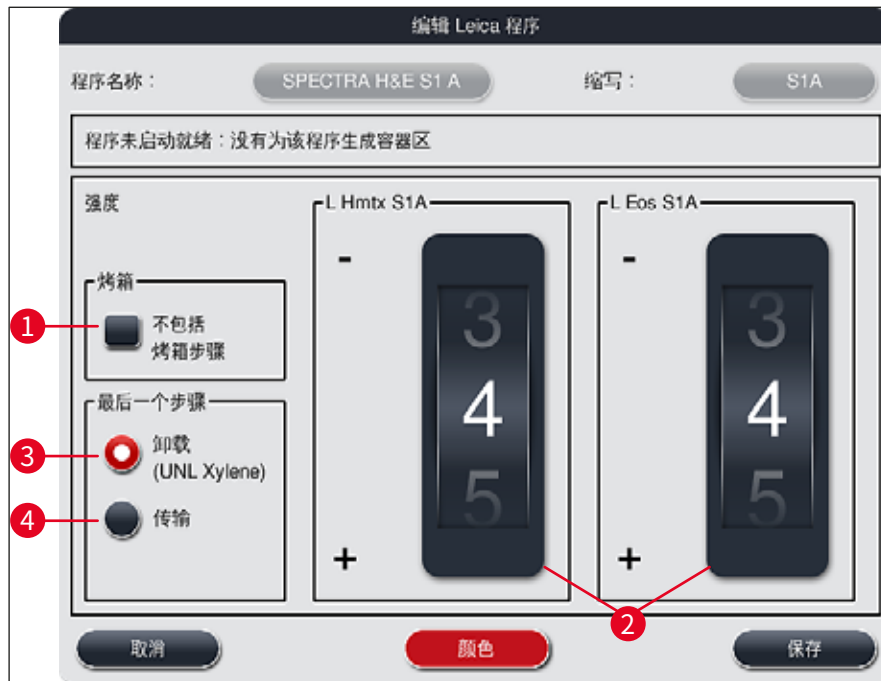 编辑 Leica 程序
程序名称：
SPECTRA H&E S1 A
缩写：
S1A
程序未启动就绪：没有为该程序生成容器区
强度
烤箱
1
不包括
烤箱步骤
最后一个步骤
3
卸载
(UNL Xylene)
4
传输
L Hmtx S1A
-
3
4
5
+
L Eos S1A
-
3
4
5
+
2
取消
颜色
保存